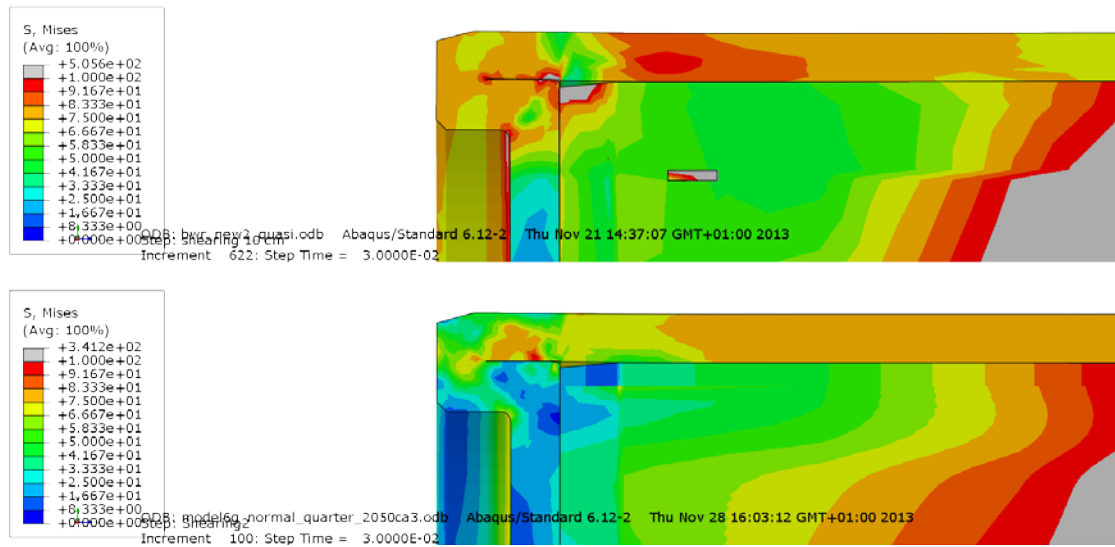 S, Mises
(Avg: 100%)
+5.056e+02
+1.000e+02
+9.167e+01
+8.333e+01
+7.500e+01
+6.667e+01
+5.833e+01
+5.000e+01
+4.167e+01
+3.333e+01
+2.500e+01
+1.667e+01
+8.333e+00
+0.000e+00
ODB: bwr_new2_quasi.odb Abaqus/Standard 6.12-2 Thu Nov 21 14:37:07 GMT+01:00 2013
Step: shearing 10 cm
Increment 622: Step Time = 3.0000E-02
S, Mises
(Avg: 100%)
+3.412e+02
+1.000e+02
+9.167e+01
+8.333e+01
+7.500e+01
+6.667e+01
+5.833e+01
+5.000e+01
+4.167e+01
+3.333e+01
+2.500e+01
+1.667e+01
+8.333e+00
+0.000e+00
ODB: model6g_normal_quarter_2050ca3.odb Abaqus/Standard 6.12-2 Thu Nov 28 16:03:12 GMT+01:00 2013
Step: Shearing2
Increment 100: Step Time = 3.0000E-02